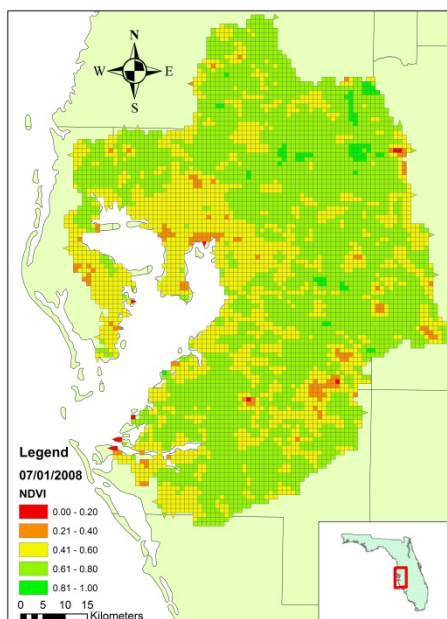 N
W E
S
Legend
07/01/2008
NDVI
0.00 - 0.20
0.21 - 0.40
0.41 - 0.60
0.61 - 0.80
0.81 - 1.00
0 5 10 15
Kilometers